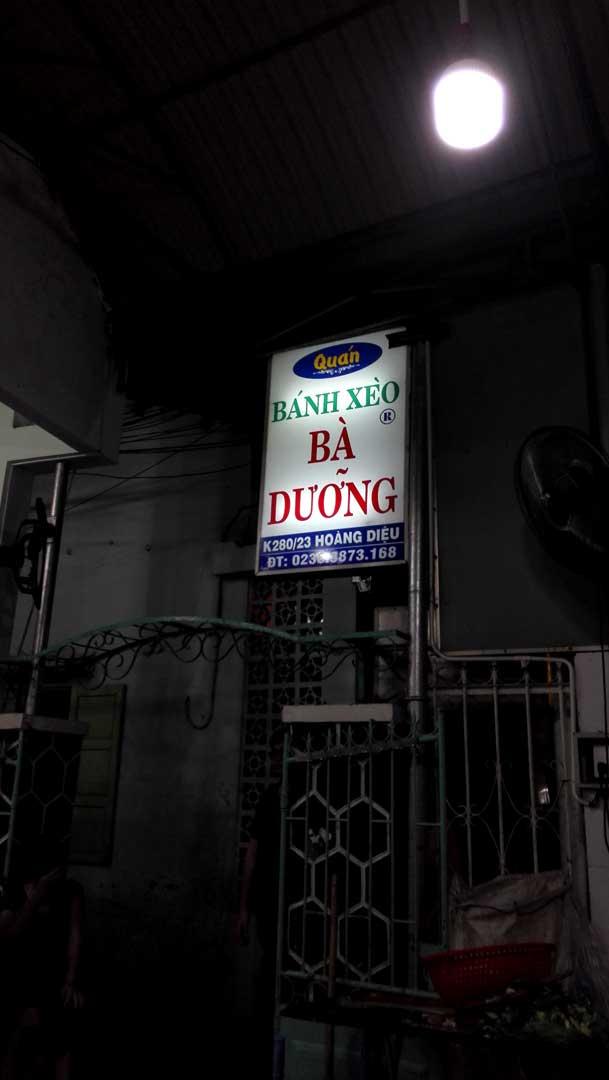 Quán
BÁNH XÈO
®
BÀ
DƯỠNG
K280/23 HOÀNG DIỆU
ĐT: